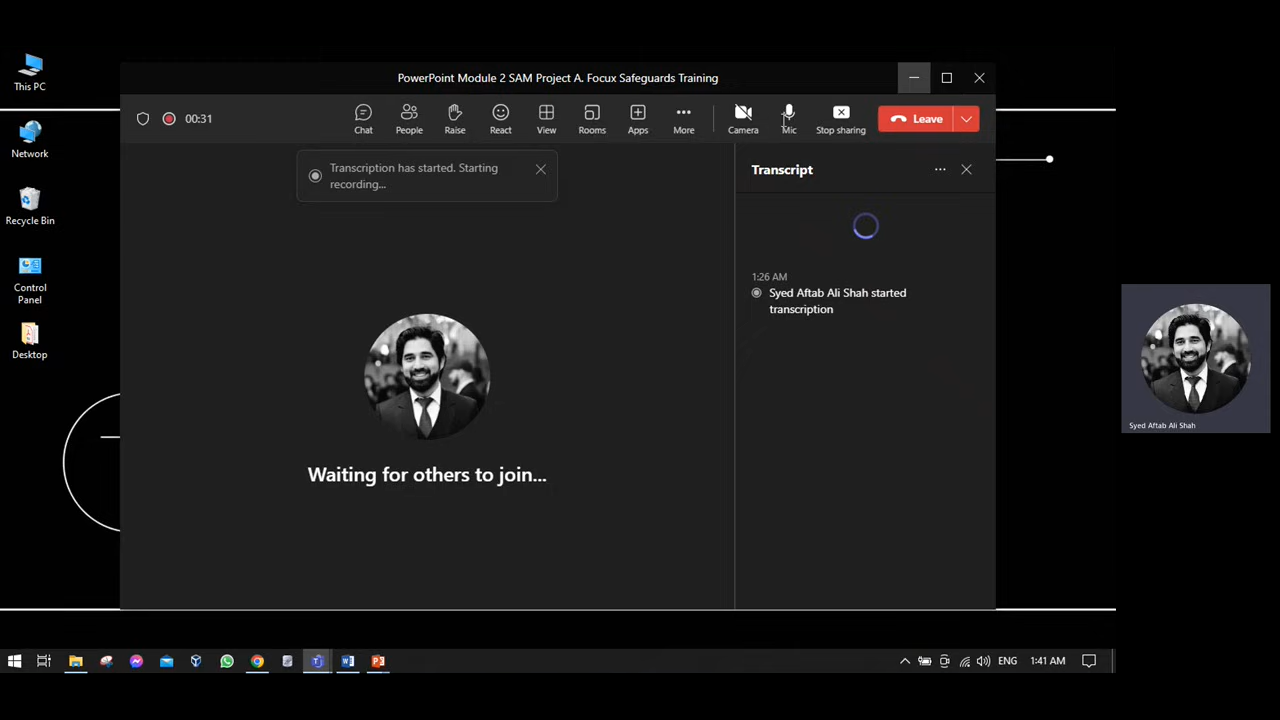 This PC
Network
Recycle Bin
Control
Panel
Desktop
PowerPoint Module 2 SAM Project A. Focux Safeguards Training
00:31
Chat
People
Raise
React
View
Rooms
Apps
More
Camera
Mic
Stop sharing
Leave
Transcription has started. Starting
recording...
Transcript
1:26 AM
Syed Aftab Ali Shah started
transcription
Waiting for others to join...
Syed Aftab Ali Shah
ENG
1:41 AM